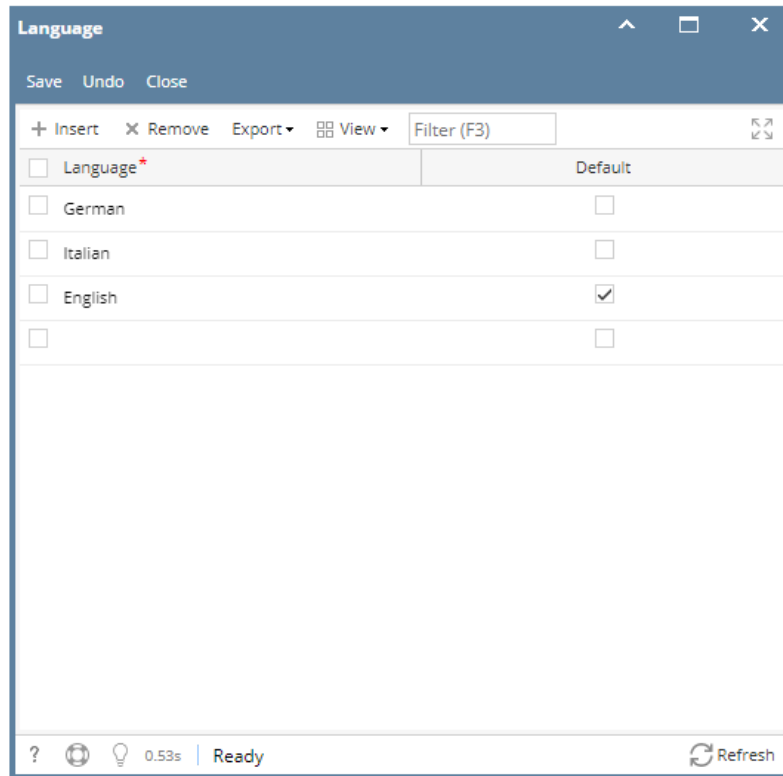 Language
Save Undo Close
Insert Remove Export View Filter (F3)
Language* Default
German
Italian
English
? 0.53s Ready Refresh